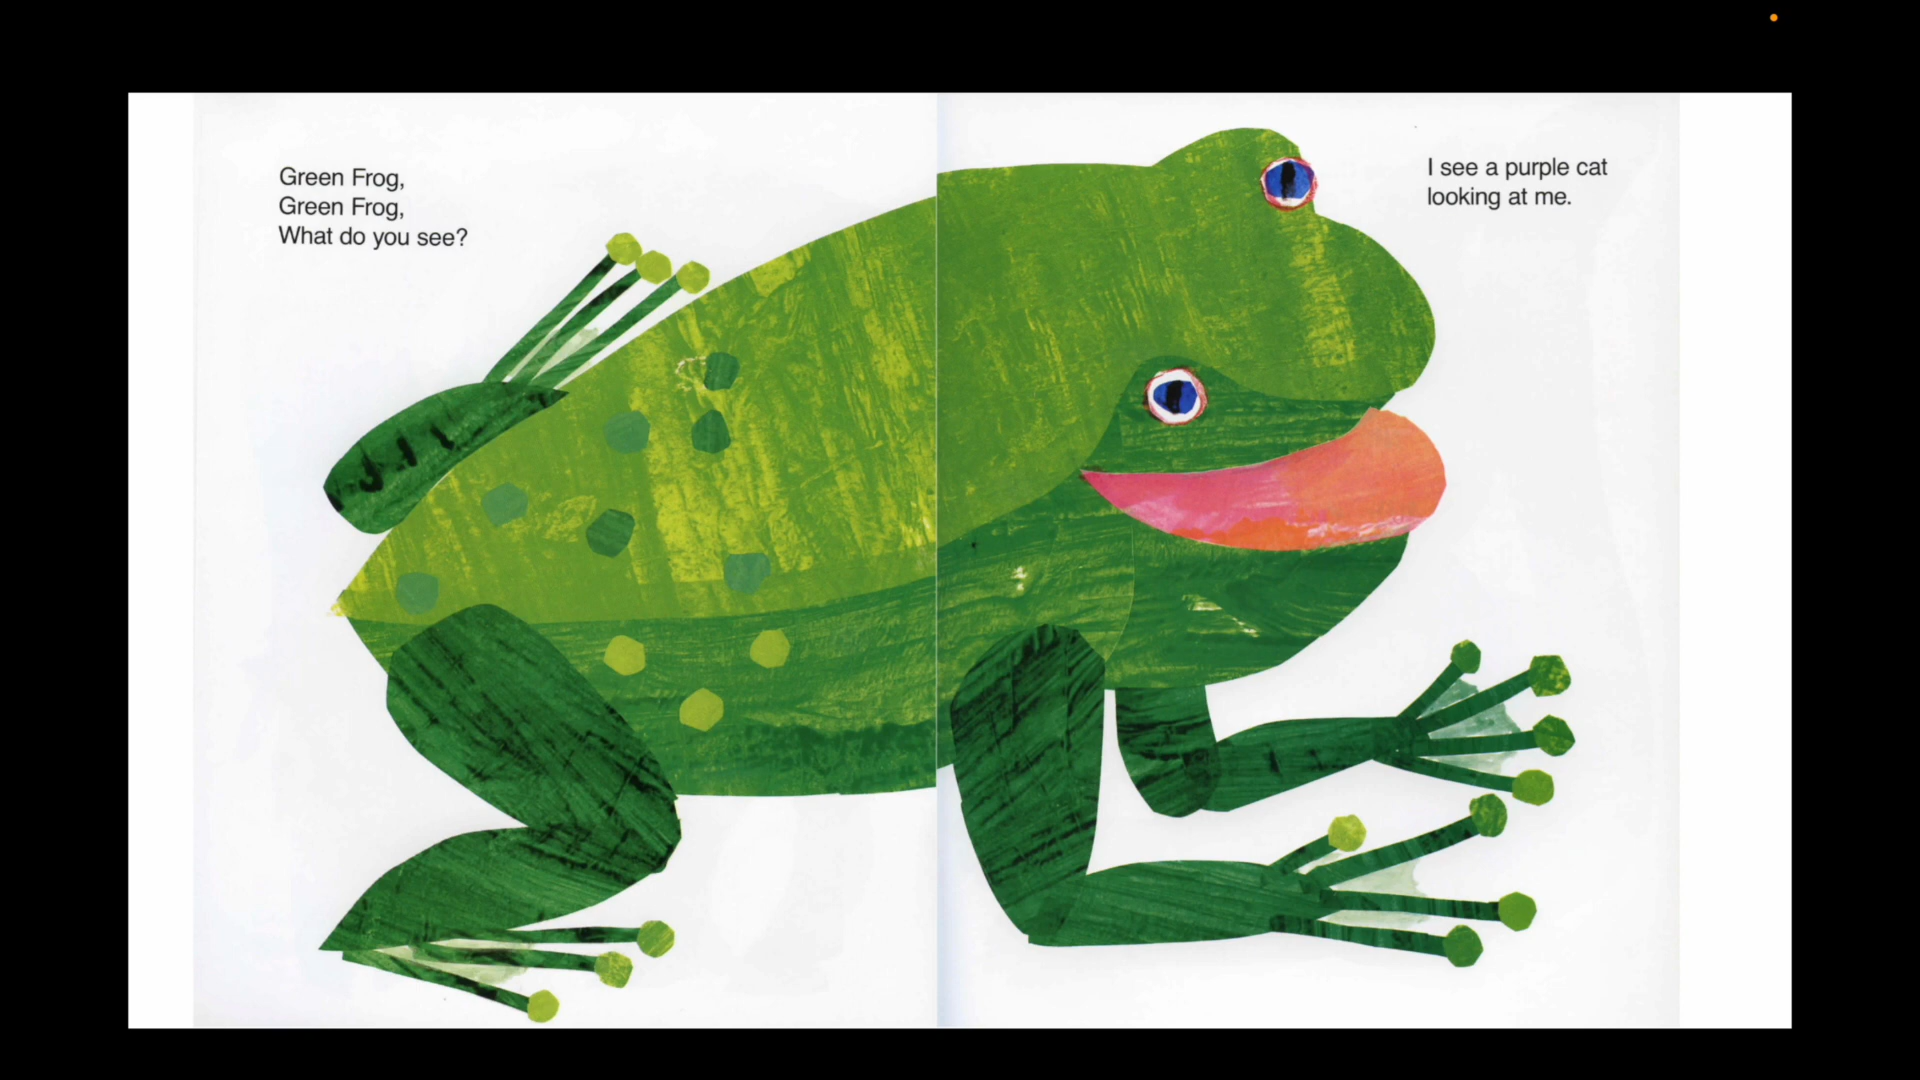 Green Frog,
Green Frog,
What do you see?
I see a purple cat
looking at me.